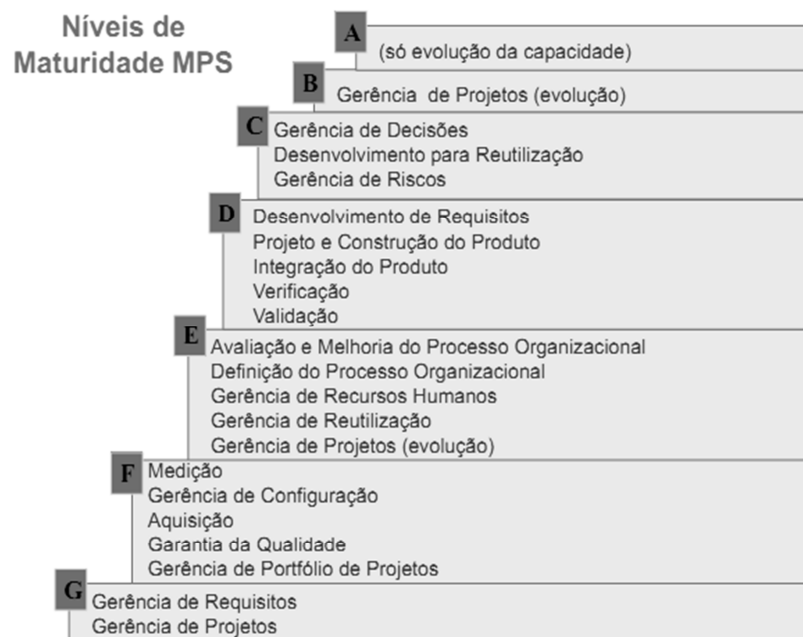 Níveis de
Maturidade MPS
A
(só evolução da capacidade)
B
Gerência de Projetos (evolução)
C
Gerência de Decisões
Desenvolvimento para Reutilização
Gerência de Riscos
D
Desenvolvimento de Requisitos
Projeto e Construção do Produto
Integração do Produto
Verificação
Validação
E
Avaliação e Melhoria do Processo Organizacional
Definição do Processo Organizacional
Gerência de Recursos Humanos
Gerência de Reutilização
Gerência de Projetos (evolução)
F
Medição
Gerência de Configuração
Aquisição
Garantia da Qualidade
Gerência de Portfólio de Projetos
G
Gerência de Requisitos
Gerência de Projetos